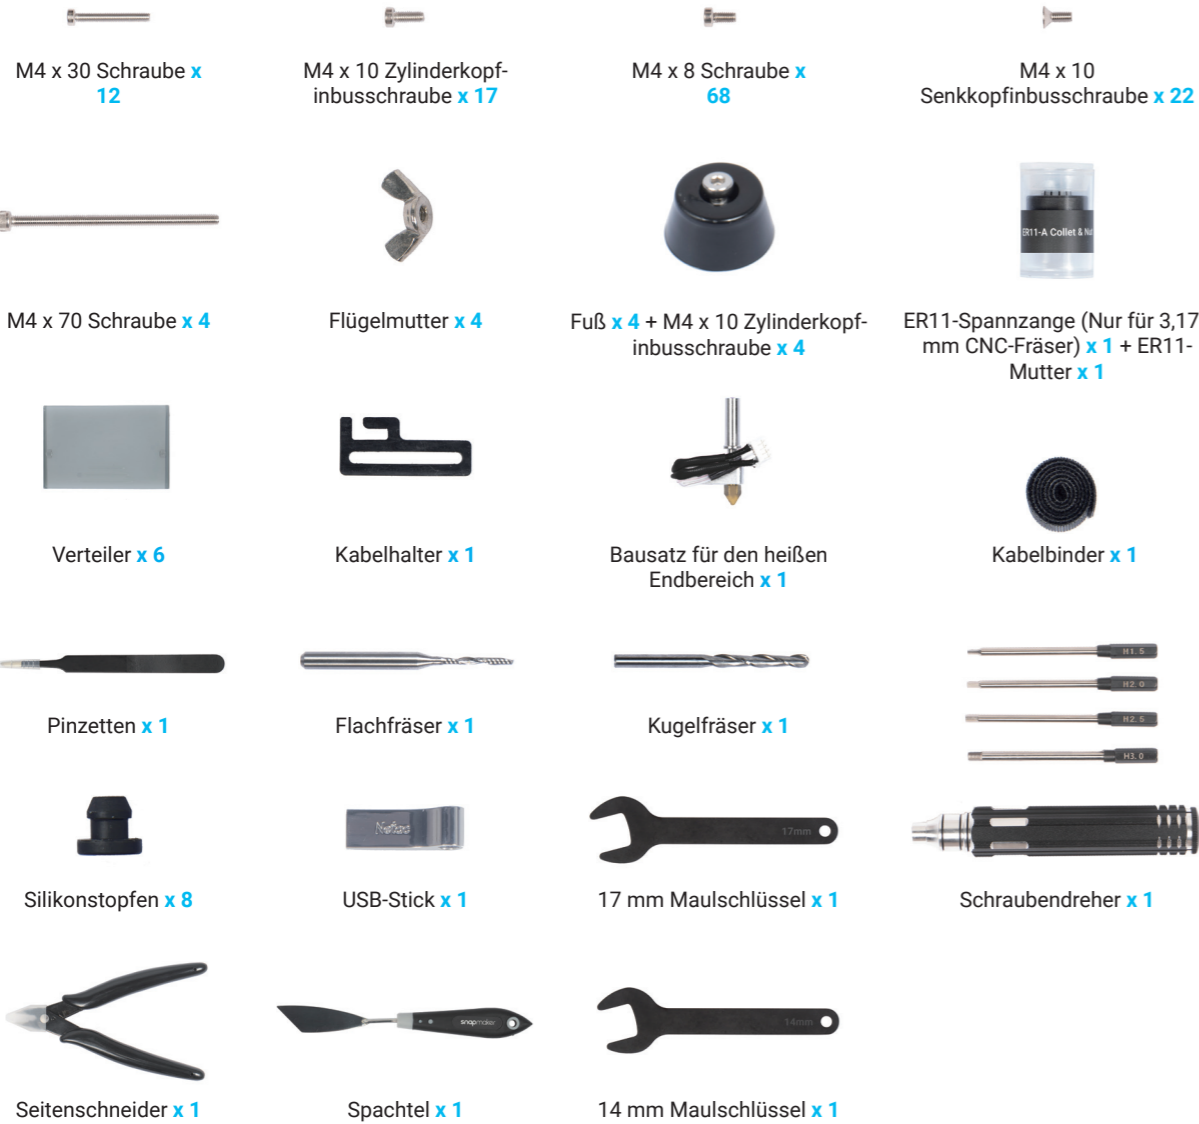 M4 x 30 Schraube x
12
M4 x 10 Zylinderkopf-
inbusschraube x 17
M4 x 8 Schraube x
68
M4 x 10
Senkkopfinbusschraube x 22
ER11-A Collet & Nut
M4 x 70 Schraube x 4
Flügelmutter x 4
Fuß x 4 + M4 x 10 Zylinderkopf-
inbusschraube x 4
ER11-Spannzange (Nur für 3,17
mm CNC-Fräser) x 1 + ER11-
Mutter x 1
Verteiler x 6
Kabelhalter x 1
Bausatz für den heißen
Endbereich x 1
Kabelbinder x 1
Pinzetten x 1
Flachfräser x 1
Kugelfräser x 1
H1.5
H2.0
H2.5
H3.0
Netac
17mm
Silikonstopfen x 8
USB-Stick x 1
17 mm Maulschlüssel x 1
Schraubendreher x 1
snapmaker
14mm
Seitenschneider x 1
Spachtel x 1
14 mm Maulschlüssel x 1